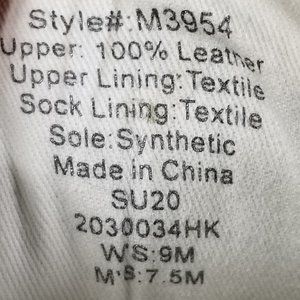 Style#:M3954
Upper: 100% Leather
Upper Lining:Textile
Sock Lining:Textile
Sole:Synthetic
Made in China
SU20
2030034HK
WS:9M
M'S:7.5M